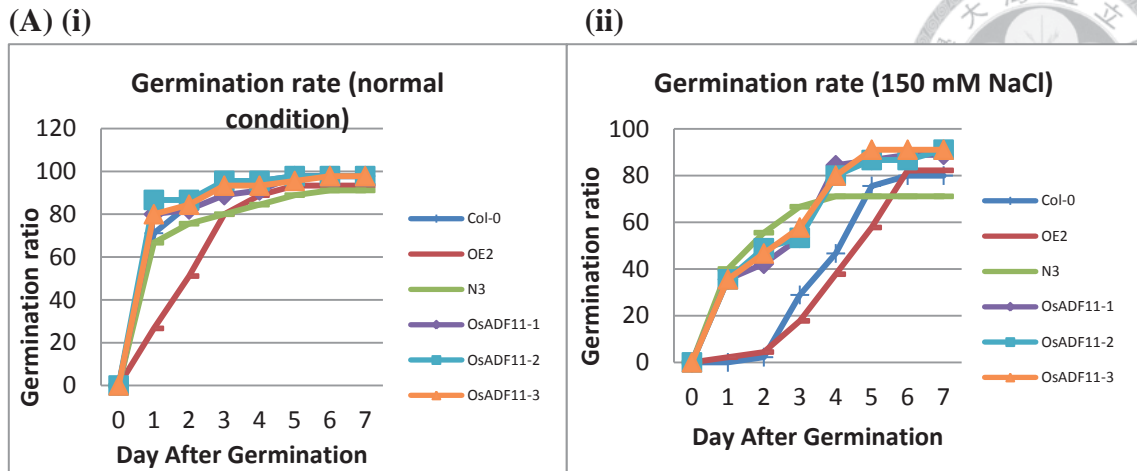 (A) (i)
(ii)
Germination rate (normal
condition)
120
100
80
60
40
20
0
Germination ratio
0 1 2 3 4 5 6 7
Day After Germination
Col-0
OE2
N3
OsADF11-1
OsADF11-2
OsADF11-3
Germination rate (150 mM NaCl)
100
80
60
40
20
0
Germination ratio
0 1 2 3 4 5 6 7
Day After Germination
Col-0
OE2
N3
OsADF11-1
OsADF11-2
OsADF11-3